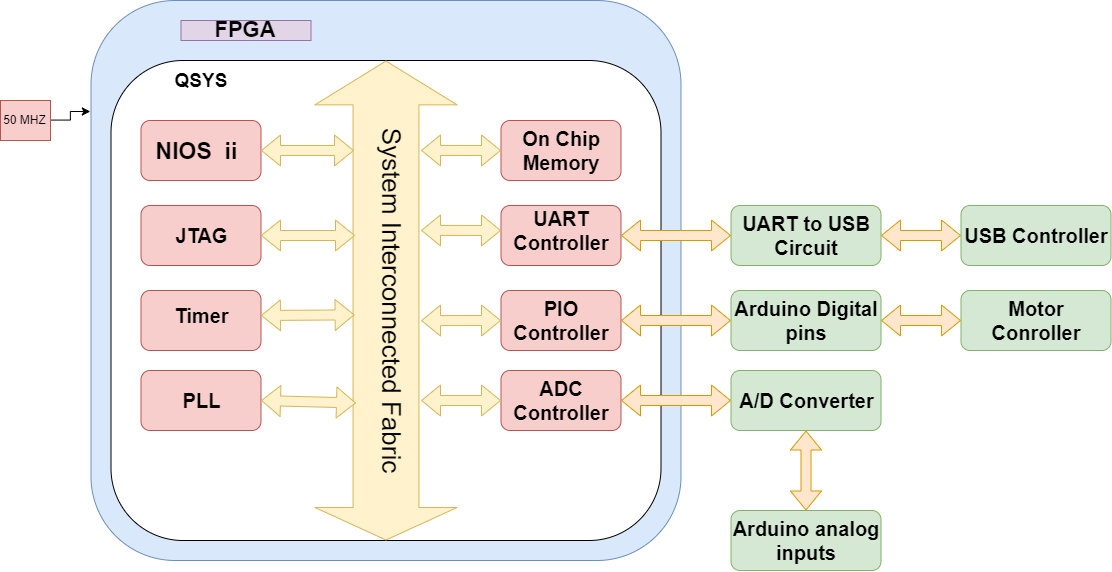 FPGA
QSYS
50 MHZ
NIOS ii
On Chip
Memory
System Interconnected Fabric
JTAG
UART
Controller
UART to USB
Circuit
USB Controller
Timer
PIO
Controller
Arduino Digital
pins
Motor
Conroller
PLL
ADC
Controller
A/D Converter
Arduino analog
inputs